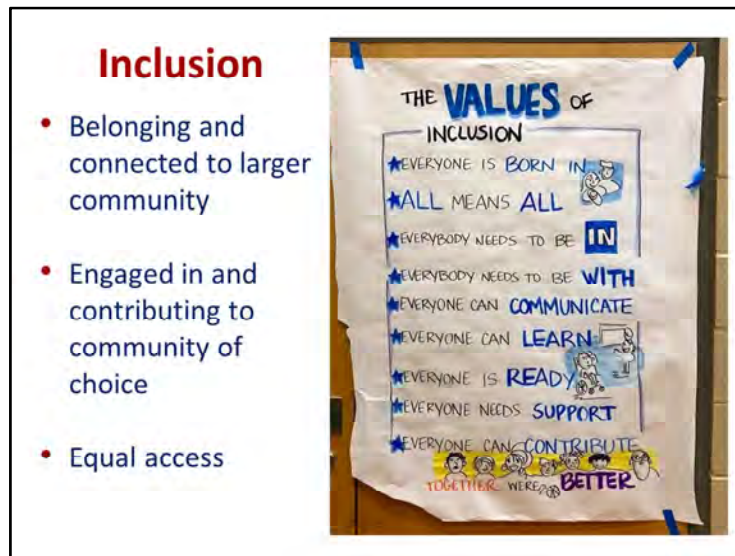 Inclusion
• Belonging and
connected to larger
community
• Engaged in and
contributing to
community of
choice
• Equal access
THE VALUES OF
INCLUSION
★EVERYONE IS BORN IN
★ALL MEANS ALL
★EVERYBODY NEEDS TO BE IN
★EVERYBODY NEEDS TO BE WITH
★EVERYONE CAN COMMUNICATE
★EVERYONE CAN LEARN
★EVERYONE IS READY
★EVERYONE NEEDS SUPPORT
★EVERYONE CAN CONTRIBUTE
TOGETHER WE'RE BETTER